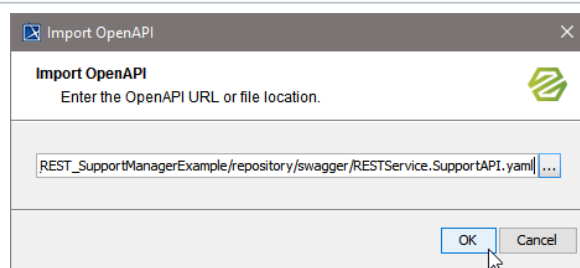 Import OpenAPI
Import OpenAPI
Enter the OpenAPI URL or file location.
REST_SupportManagerExample/repository/swagger/RESTService.SupportAPI.yaml ...
OK Cancel